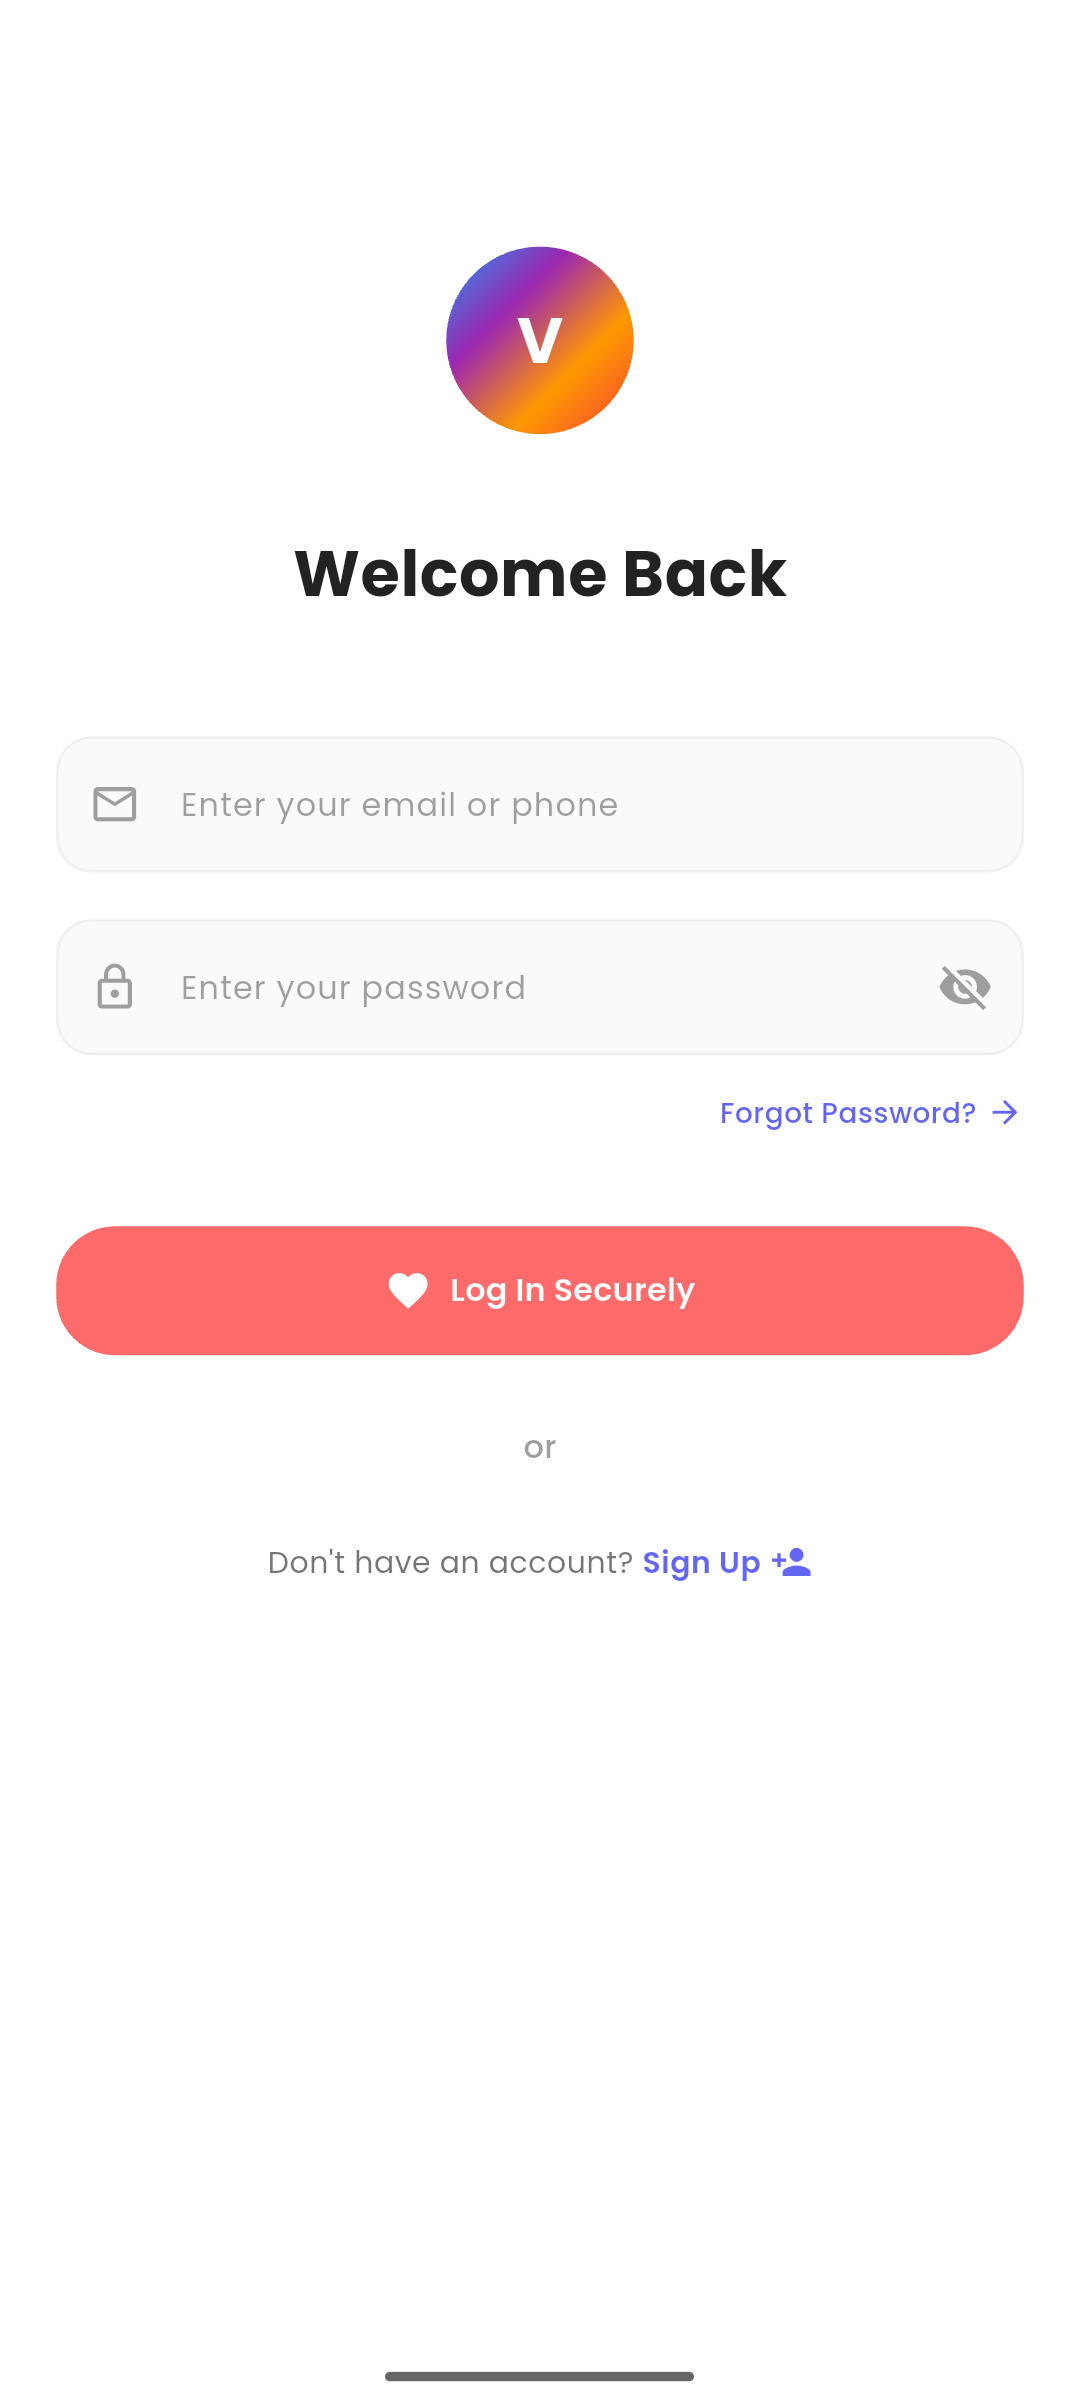 V
Welcome Back
Enter your email or phone
Enter your password
Forgot Password?
Log In Securely
or
Don't have an account? Sign Up